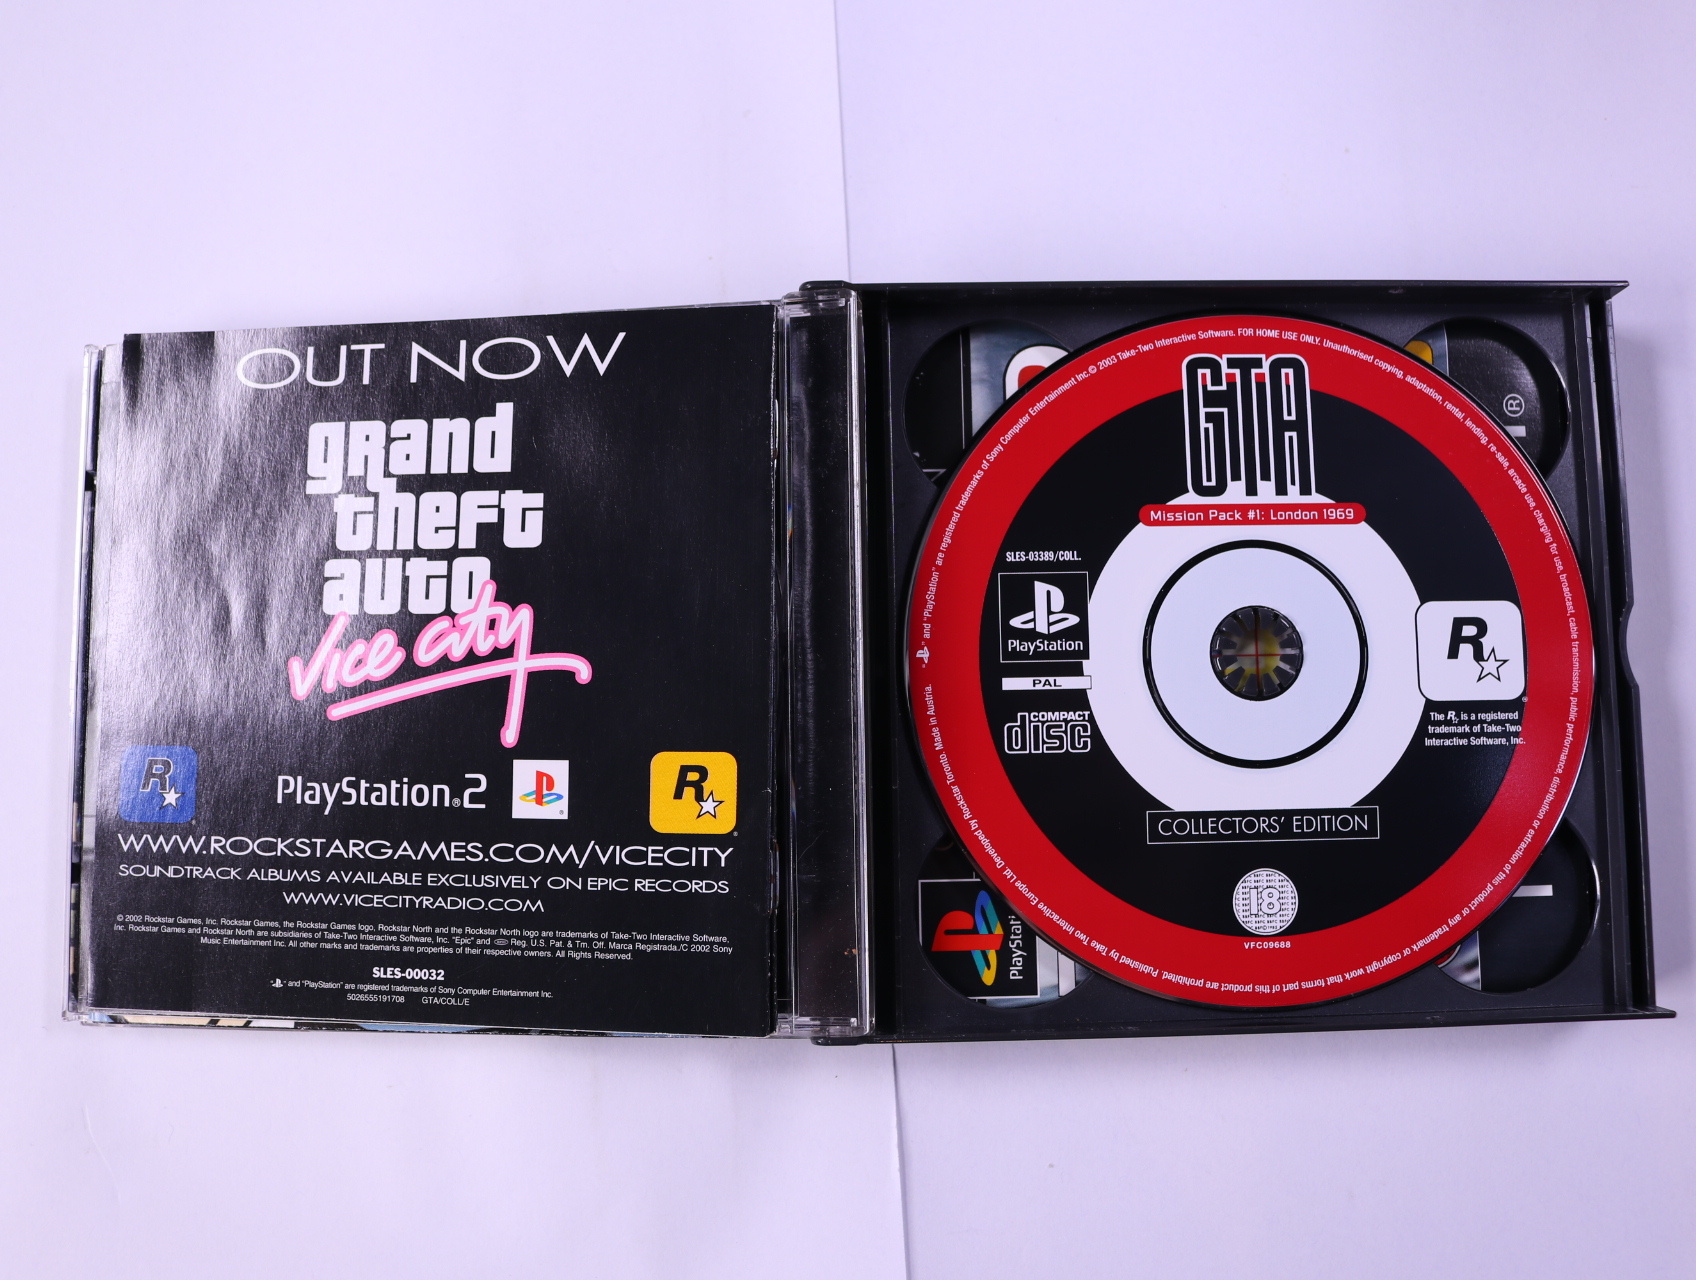 OUT NOW
grand
theft
auto
Vice City
R
PlayStation®2
R
WWW.ROCKSTARGAMES.COM/VICECITY
SOUNDTRACK ALBUMS AVAILABLE EXCLUSIVELY ON EPIC RECORDS
WWW.VICECITYRADIO.COM
© 2002 Rockstar Games, Inc. Rockstar Games, the Rockstar Games logo, Rockstar North and the Rockstar North logo are trademarks of Take-Two Interactive Software,
Inc. Rockstar Games and Rockstar North are subsidiaries of Take-Two Interactive Software, Inc. "Epic" and Reg. U.S. Pat. & Tm. Off. Marca Registrada./C 2002 Sony
Music Entertainment Inc. All other marks and trademarks are properties of their respective owners. All Rights Reserved.
SLES-00032
" " and "PlayStation" are registered trademarks of Sony Computer Entertainment Inc.
5026555191708 GTA/COLL/E
GTA
Mission Pack #1: London 1969
SLES-03389/COLL.
PlayStation
PAL
COMPACT
disc
R
The R is a registered
trademark of Take-Two
Interactive Software, Inc.
COLLECTORS' EDITION
18
VFC09688
" " and "PlayStation" are registered trademarks of Sony Computer Entertainment Inc.© 2003 Take-Two Interactive Software. FOR HOME USE ONLY. Unauthorised copying, adaptation, rental, lending, re-sale, arcade use, charging for use, broadcast, cable transmission, public performance, distribution or extraction of this product or any trademark or copyright work that forms part of this product are prohibited. Published by Take Two Interactive Europe Ltd. Developed by Rockstar Toronto. Made in Austria.
®